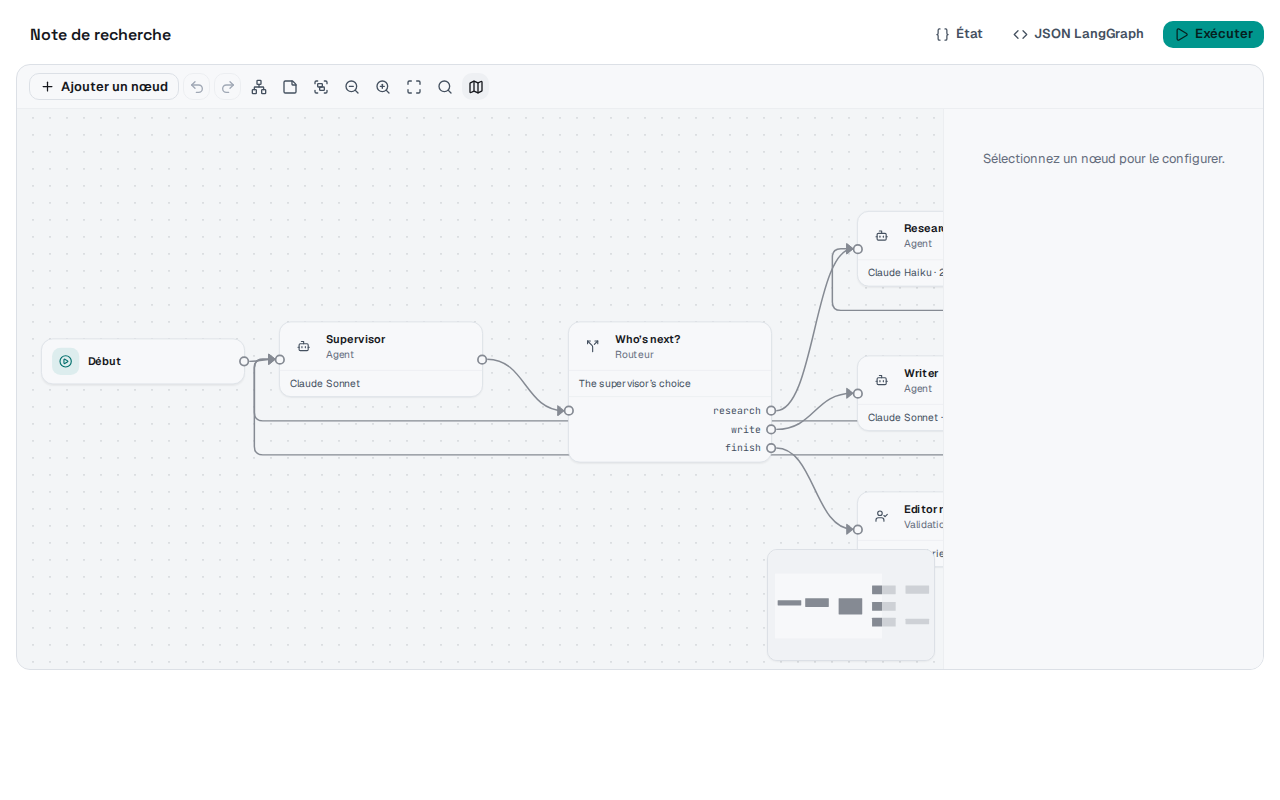 Note de recherche
État
JSON LangGraph
Exécuter
Ajouter un nœud
Sélectionnez un nœud pour le configurer.
Agent
Claude Haiku · 2
Supervisor
Agent
Claude Sonnet
Début
Who's next?
Routeur
The supervisor's choice
research
write
finish
Writer
Agent
Claude Sonnet ·